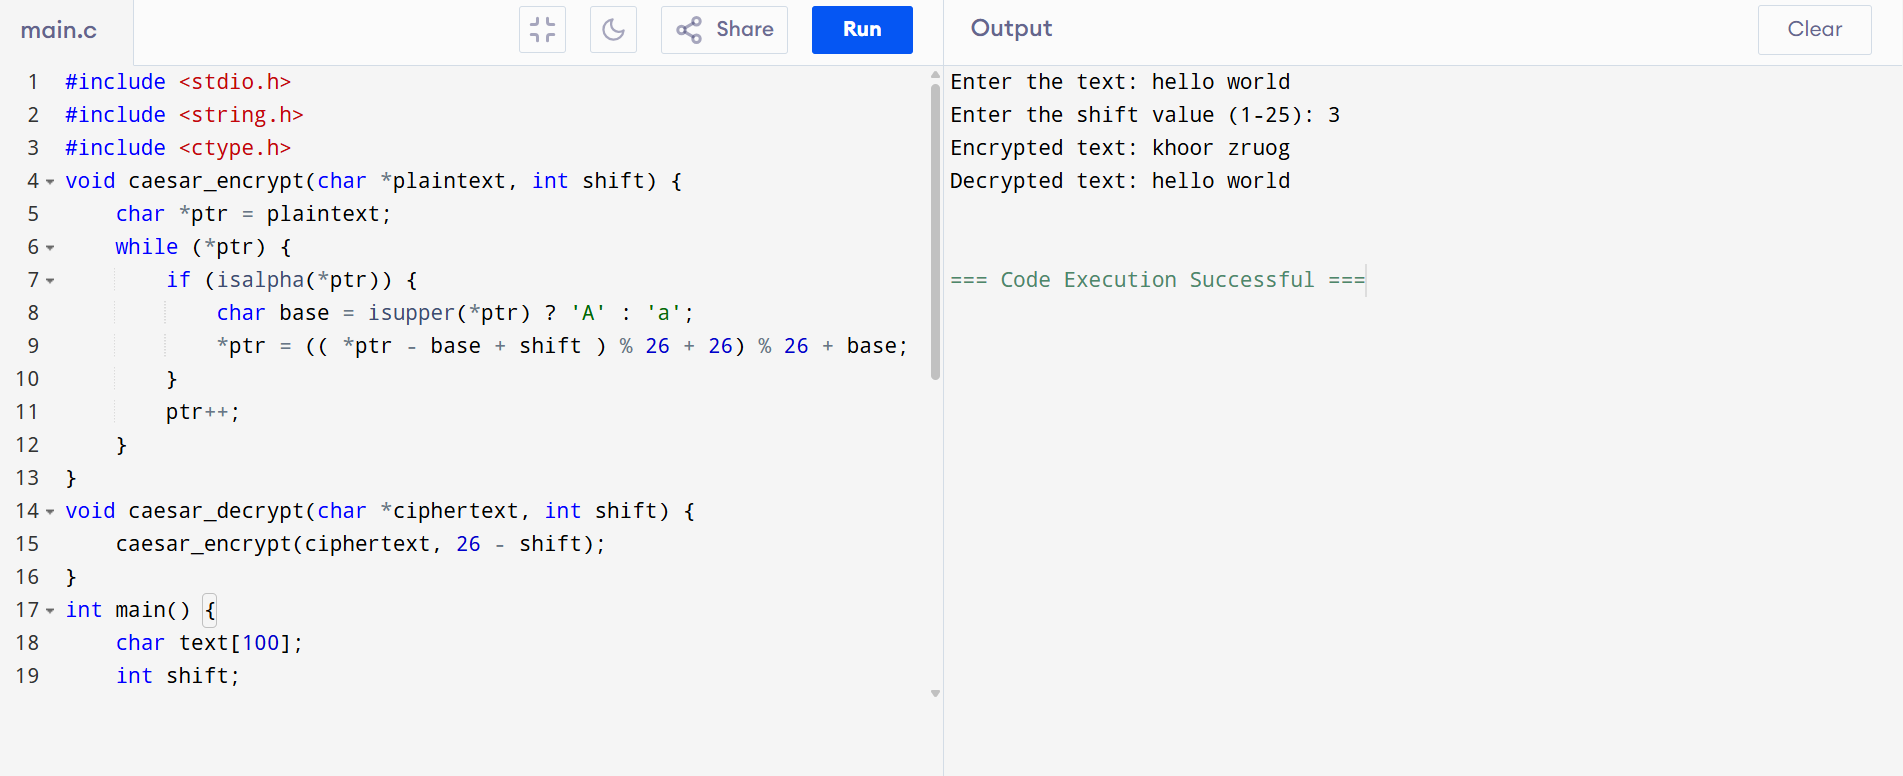 main.c
Share
Run
Output
Clear
1 #include <stdio.h>
2 #include <string.h>
3 #include <ctype.h>
4 void caesar_encrypt(char *plaintext, int shift) {
5     char *ptr = plaintext;
6     while (*ptr) {
7         if (isalpha(*ptr)) {
8             char base = isupper(*ptr) ? 'A' : 'a';
9             *ptr = (( *ptr - base + shift ) % 26 + 26) % 26 + base;
10         }
11         ptr++;
12     }
13 }
14 void caesar_decrypt(char *ciphertext, int shift) {
15     caesar_encrypt(ciphertext, 26 - shift);
16 }
17 int main() {
18     char text[100];
19     int shift;
Enter the text: hello world
Enter the shift value (1-25): 3
Encrypted text: khoor zruog
Decrypted text: hello world
=== Code Execution Successful ===